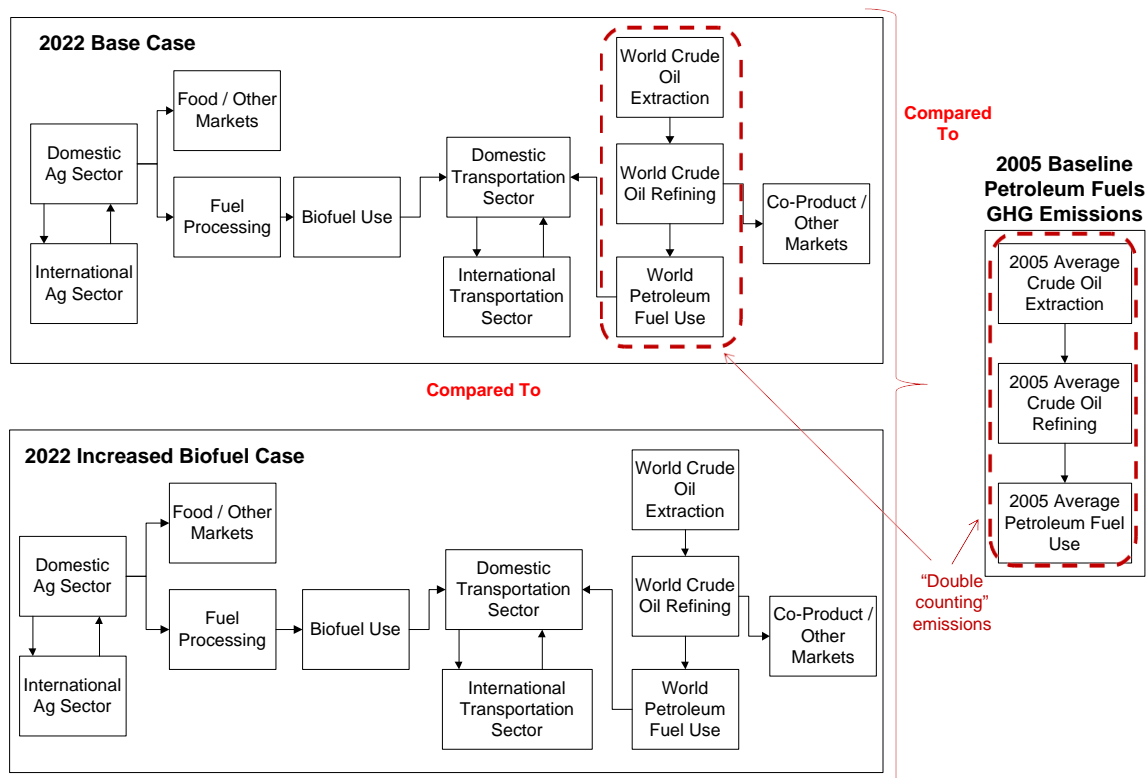 2022 Base Case
Food / Other
Markets
Domestic
Ag Sector
Fuel
Processing
Biofuel Use
International
Ag Sector
Domestic
Transportation
Sector
International
Transportation
Sector
World Crude
Oil
Extraction
World Crude
Oil Refining
World
Petroleum
Fuel Use
Co-Product /
Other
Markets
Compared
To
2005 Baseline
Petroleum Fuels
GHG Emissions
2005 Average
Crude Oil
Extraction
2005 Average
Crude Oil
Refining
2005 Average
Petroleum Fuel
Use
“Double
counting”
emissions
Compared To
2022 Increased Biofuel Case
Food / Other
Markets
Domestic
Ag Sector
Fuel
Processing
Biofuel Use
International
Ag Sector
Domestic
Transportation
Sector
International
Transportation
Sector
World Crude
Oil
Extraction
World Crude
Oil Refining
World
Petroleum
Fuel Use
Co-Product /
Other
Markets